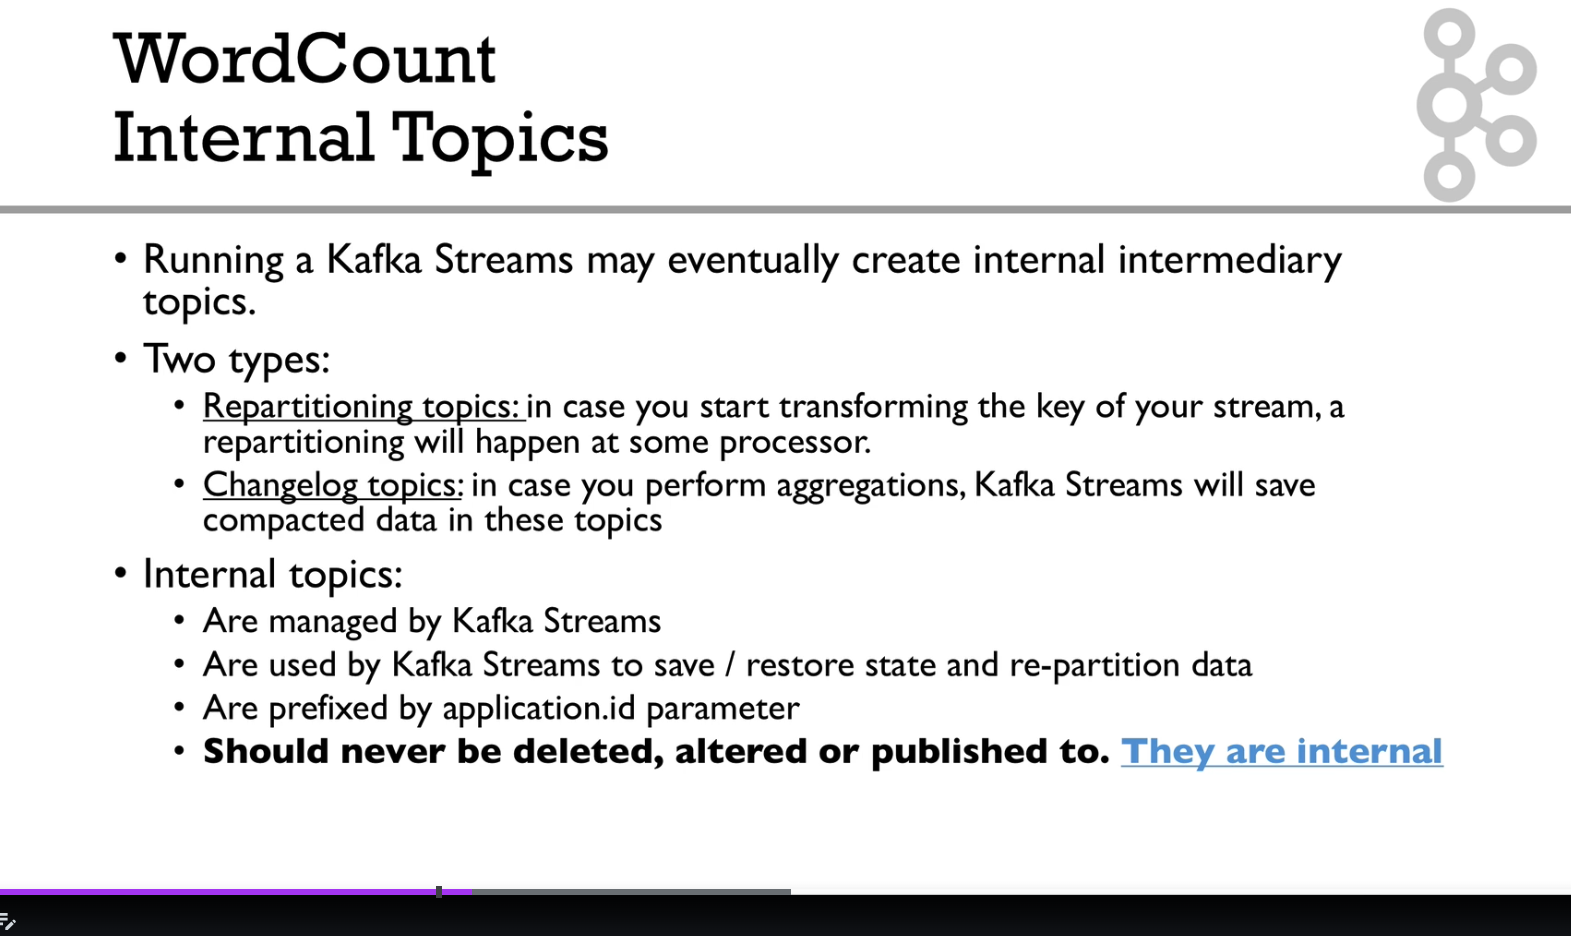 WordCount
Internal Topics
• Running a Kafka Streams may eventually create internal intermediary
topics.
• Two types:
• Repartitioning topics: in case you start transforming the key of your stream, a
repartitioning will happen at some processor.
• Changelog topics: in case you perform aggregations, Kafka Streams will save
compacted data in these topics
• Internal topics:
• Are managed by Kafka Streams
• Are used by Kafka Streams to save / restore state and re-partition data
• Are prefixed by application.id parameter
• Should never be deleted, altered or published to. They are internal